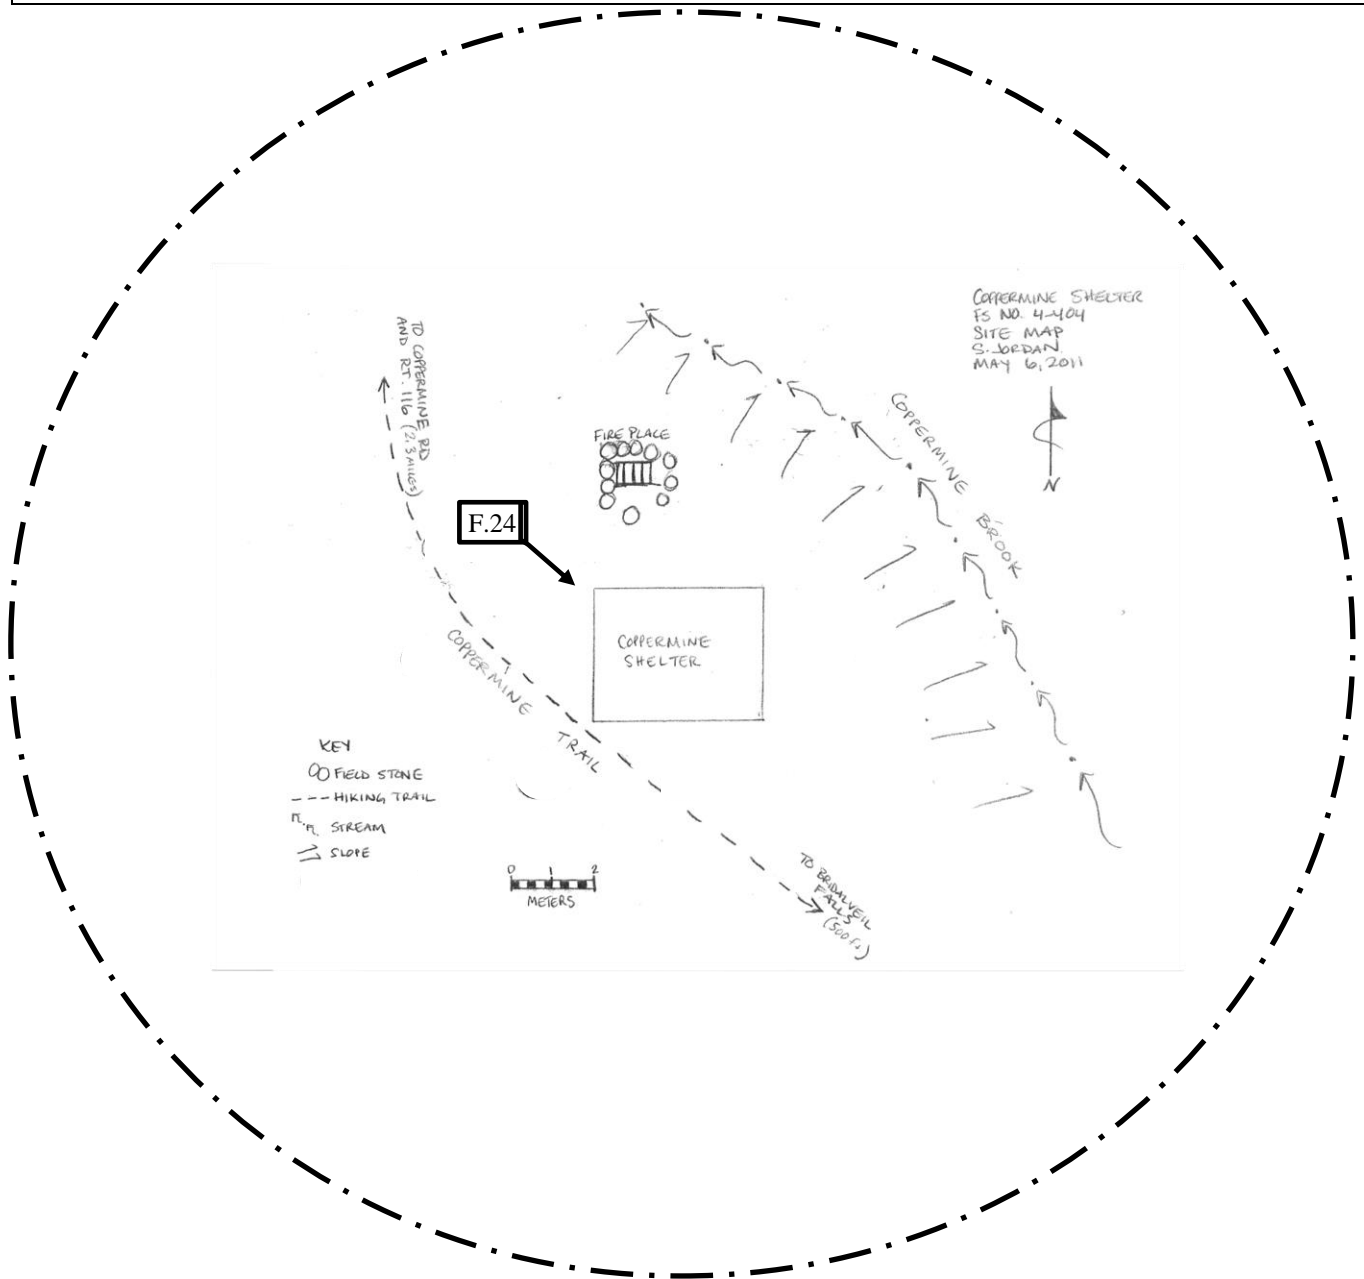 COPPERMINE SHELTER
FS NO. 4-404
SITE MAP
S. JORDAN
MAY 6, 2011
N
TO COPPERMINE RD
AND RT. 116 (2.3 MILES)
FIRE PLACE
COPPERMINE BROOK
F.24
COPPERMINE
SHELTER
COPPERMINE TRAIL
KEY
FIELD STONE
HIKING TRAIL
STREAM
SLOPE
0 1 2
METERS
TO BRIDALVEIL
FALLS
(500 FT.)